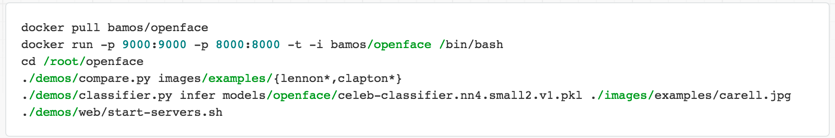 docker pull bamos/openface
docker run -p 9000:9000 -p 8000:8000 -t -i bamos/openface /bin/bash
cd /root/openface
./demos/compare.py images/examples/{lennon*,clapton*}
./demos/classifier.py infer models/openface/celeb-classifier.nn4.small2.v1.pkl ./images/examples/carell.jpg
./demos/web/start-servers.sh